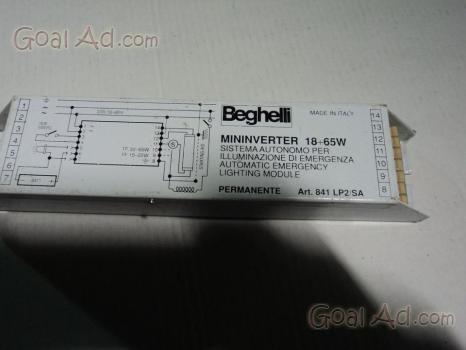 Goal Ad.com
1
2
3
4
5
6
7
Beghelli
MADE IN ITALY
MININVERTER 18÷65W
SISTEMA AUTONOMO PER
ILLUMINAZIONE DI EMERGENZA
AUTOMATIC EMERGENCY
LIGHTING MODULE
PERMANENTE Art. 841 LP2/SA
14
13
12
11
10
9
8
Goal Ad.com